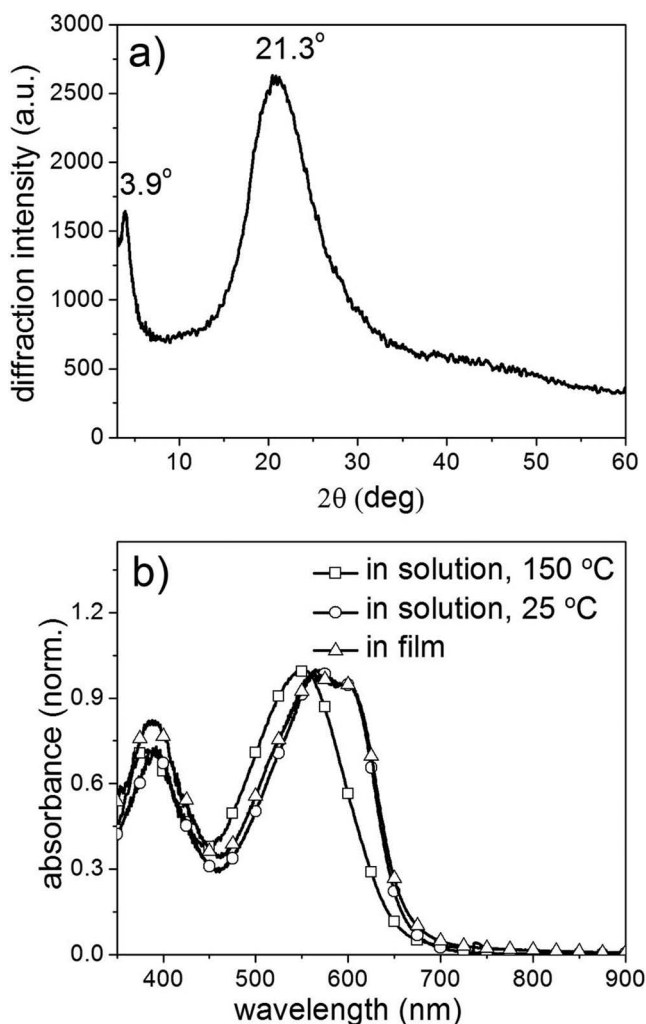 a)
3.9°
21.3°
diffraction intensity (a.u.)
3000
2500
2000
1500
1000
500
0
10 20 30 40 50 60
2θ (deg)
b)
in solution, 150 °C
in solution, 25 °C
in film
absorbance (norm.)
1.2
0.9
0.6
0.3
0.0
400 500 600 700 800 900
wavelength (nm)